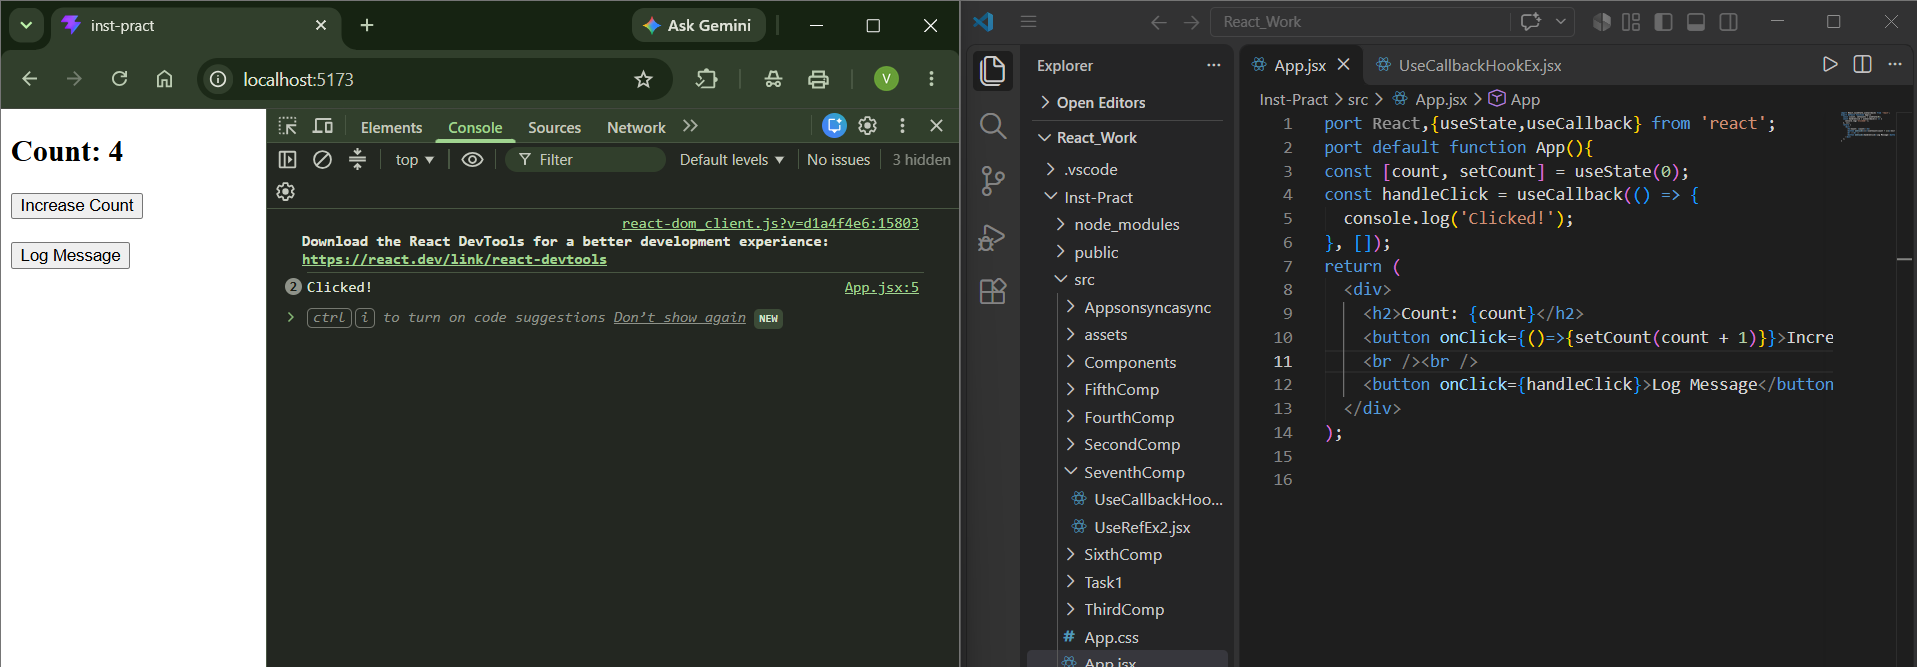 inst-pract
Ask Gemini
localhost:5173
V
Count: 4
Increase Count
Log Message
Elements
Console
Sources
Network
top
Filter
Default levels
No issues
3 hidden
react-dom_client.js?v=d1a4f4e6:15803
Download the React DevTools for a better development experience:
https://react.dev/link/react-devtools
2 Clicked!
App.jsx:5
ctrl i to turn on code suggestions Don't show again NEW
React_Work
Explorer
Open Editors
React_Work
.vscode
Inst-Pract
node_modules
public
src
Appsonsyncasync
assets
Components
FifthComp
FourthComp
SecondComp
SeventhComp
UseCallbackHoo...
UseRefEx2.jsx
SixthComp
Task1
ThirdComp
# App.css
App.jsx
App.jsx
UseCallbackHookEx.jsx
Inst-Pract > src > App.jsx > App
1 port React,{useState,useCallback} from 'react';
2 port default function App(){
3 const [count, setCount] = useState(0);
4 const handleClick = useCallback(() => {
5 console.log('Clicked!');
6 }, []);
7 return (
8 <div>
9 <h2>Count: {count}</h2>
10 <button onClick={()=>{setCount(count + 1)}}>Incre
11 <br /><br />
12 <button onClick={handleClick}>Log Message</button
13 </div>
14 );
15
16